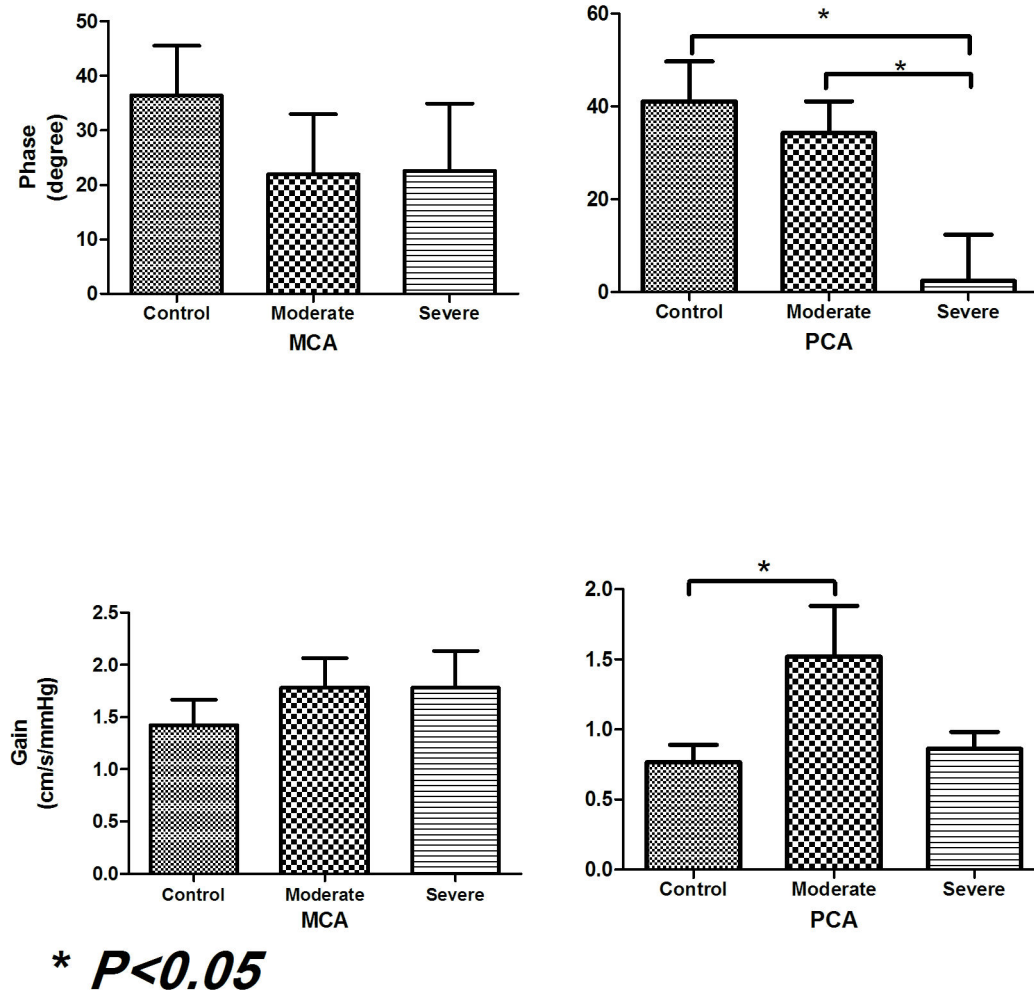 Phase
(degree)
50
40
30
20
10
0
Control Moderate Severe
MCA
60
40
20
0
* 
*
Control Moderate Severe
PCA
Gain
(cm/s/mmHg)
2.5
2.0
1.5
1.0
0.5
0.0
Control Moderate Severe
MCA
2.0
1.5
1.0
0.5
0.0
*
Control Moderate Severe
PCA
* P<0.05